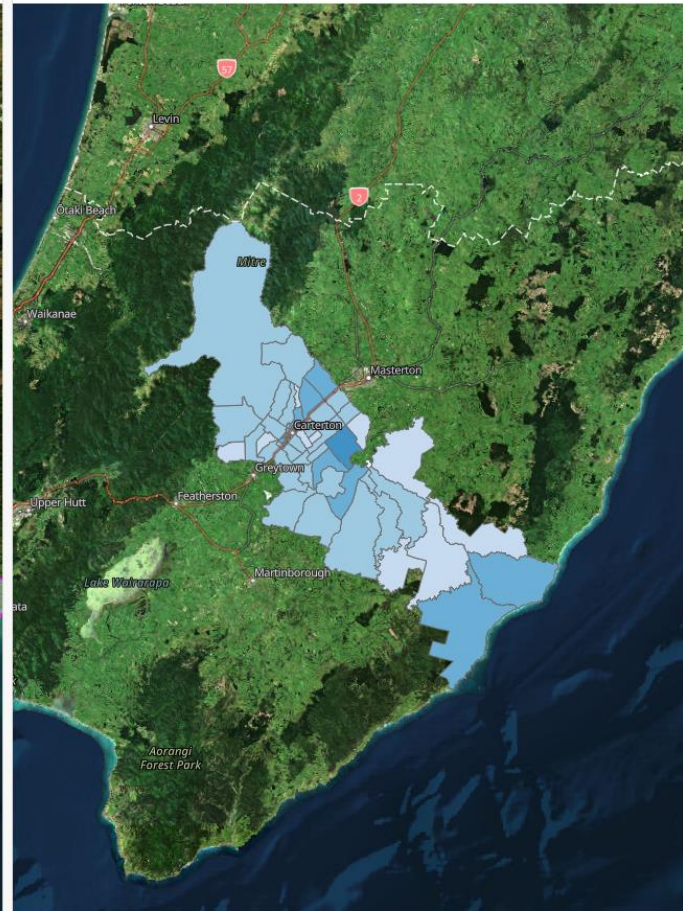 57
Levin
Otaki Beach
2
Mitre
Waikanae
Masterton
Carterton
Greytown
Upper Hutt
Featherston
Martinborough
Lake Wairarapa
ata
Aorangi
Forest Park